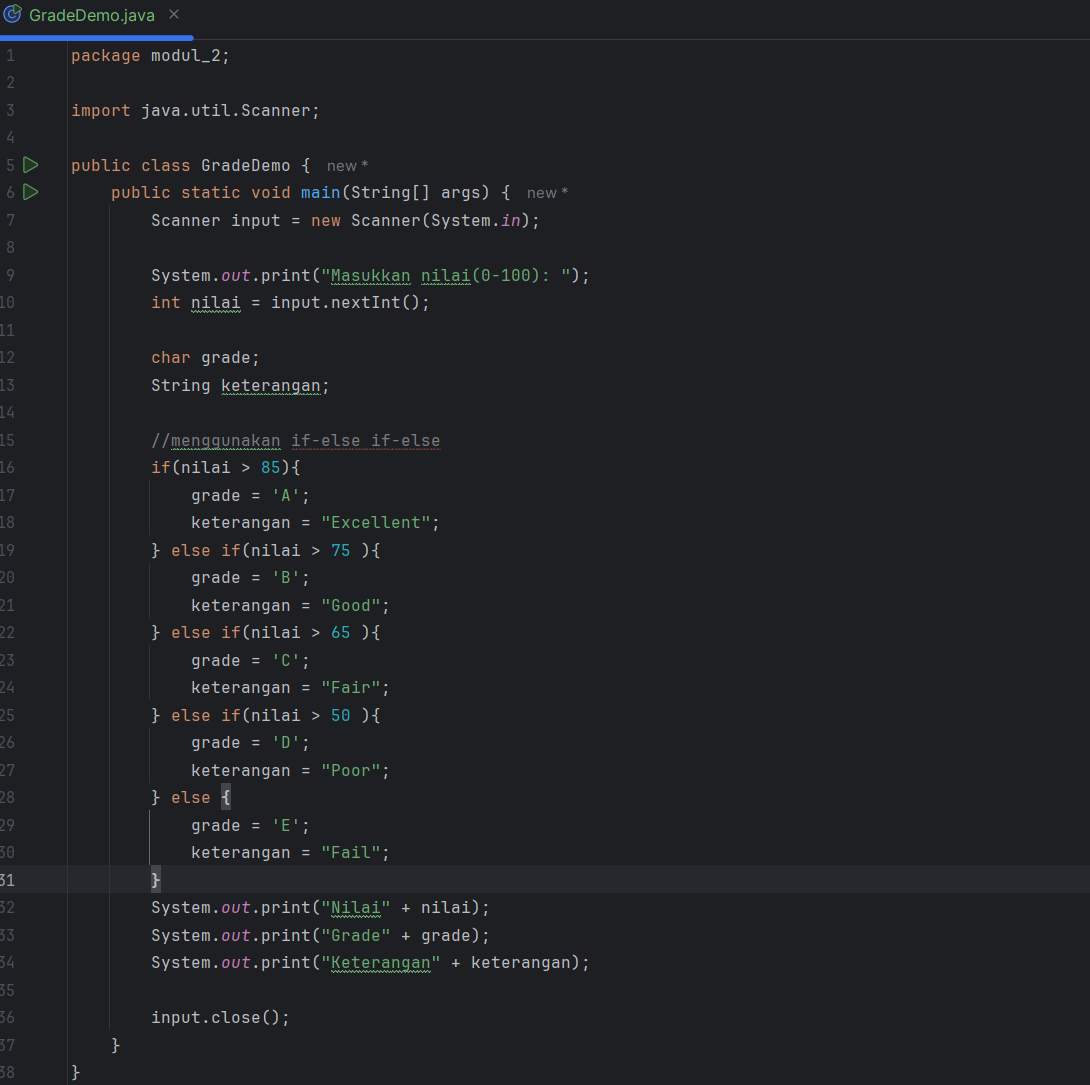 GradeDemo.java
1 package modul_2;
2
3 import java.util.Scanner;
4
5 public class GradeDemo { new *
6     public static void main(String[] args) { new *
7         Scanner input = new Scanner(System.in);
8
9         System.out.print("Masukkan nilai(0-100): ");
10         int nilai = input.nextInt();
11
12         char grade;
13         String keterangan;
14
15         //menggunakan if-else if-else
16         if(nilai > 85){
17             grade = 'A';
18             keterangan = "Excellent";
19         } else if(nilai > 75 ){
20             grade = 'B';
21             keterangan = "Good";
22         } else if(nilai > 65 ){
23             grade = 'C';
24             keterangan = "Fair";
25         } else if(nilai > 50 ){
26             grade = 'D';
27             keterangan = "Poor";
28         } else {
29             grade = 'E';
30             keterangan = "Fail";
31         }
32         System.out.print("Nilai" + nilai);
33         System.out.print("Grade" + grade);
34         System.out.print("Keterangan" + keterangan);
35
36         input.close();
37     }
38 }